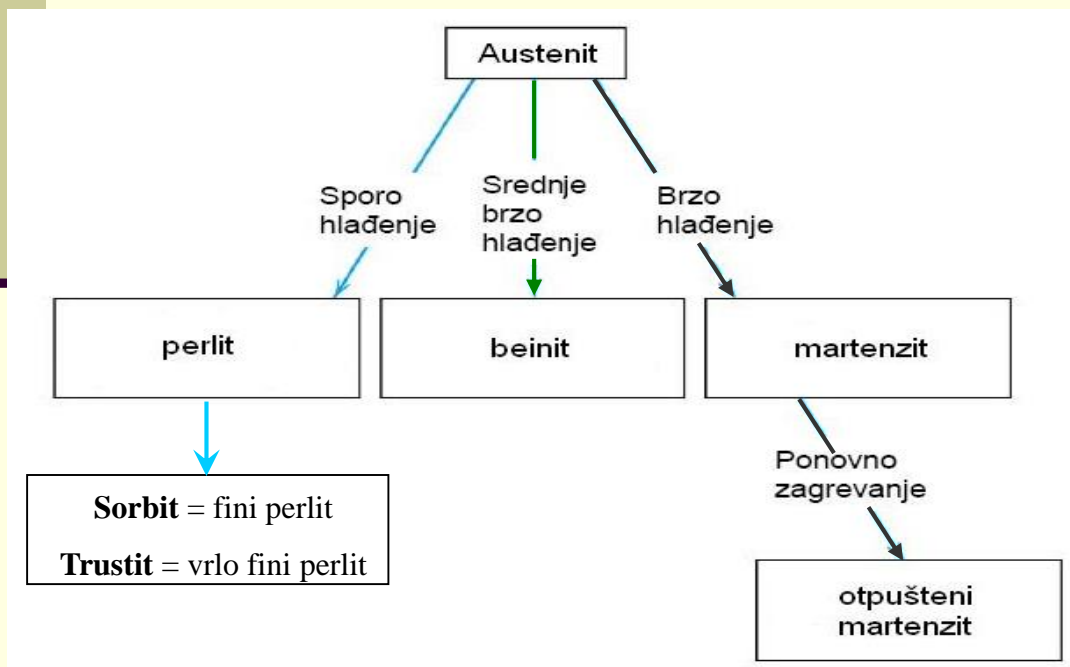 Austenit
Sporo
hlađenje
Srednje
brzo
hlađenje
Brzo
hlađenje
perlit
beinit
martenzit
Ponovno
zagrevanje
Sorbit = fini perlit
Trustit = vrlo fini perlit
otpušteni
martenzit